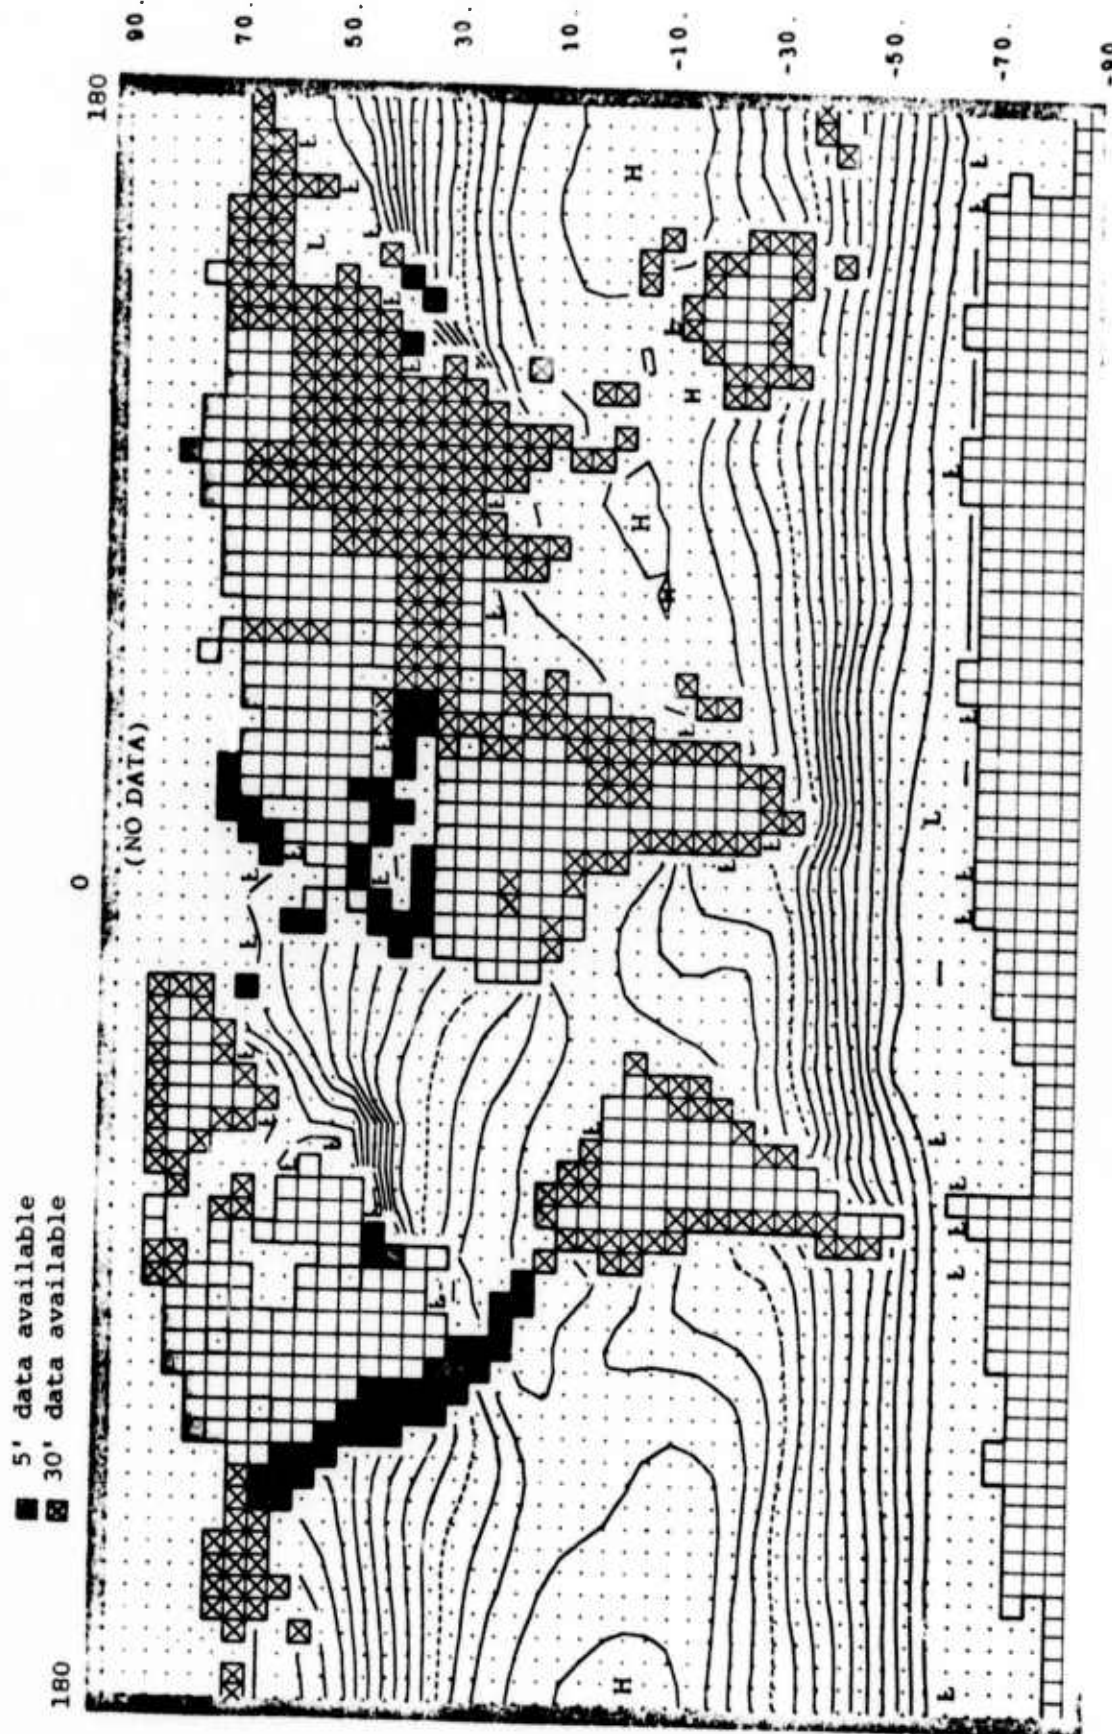 ■ 5' data available
⊠ 30' data available
180
0
180
(NO DATA)
90.
70.
50.
30.
10.
-10.
-30.
-50.
-70.
-90
L
H
H
H
H
L